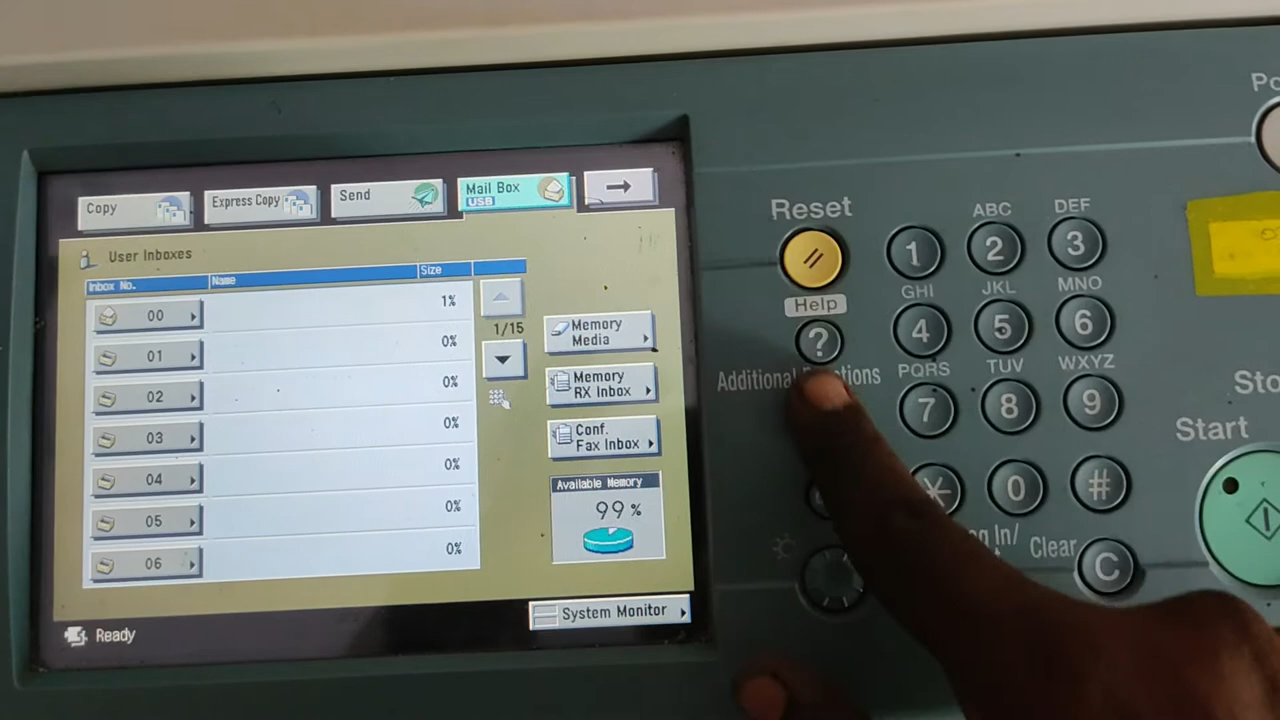 Copy
Express Copy
Send
Mail Box
USB
User Inboxes
Inbox No. Name Size
00 1%
01 0%
02 0%
03 0%
04 0%
05 0%
06 0%
1/15
Memory
Media
Memory
RX Inbox
Conf.
Fax Inbox
Available Memory
99 %
System Monitor
Ready
Reset
Help
?
Additional
1
ABC
2
DEF
3
GHI
4
JKL
5
MNO
6
PQRS
7
TUV
8
WXYZ
9
*
0
#
In/
Clear
C
Start